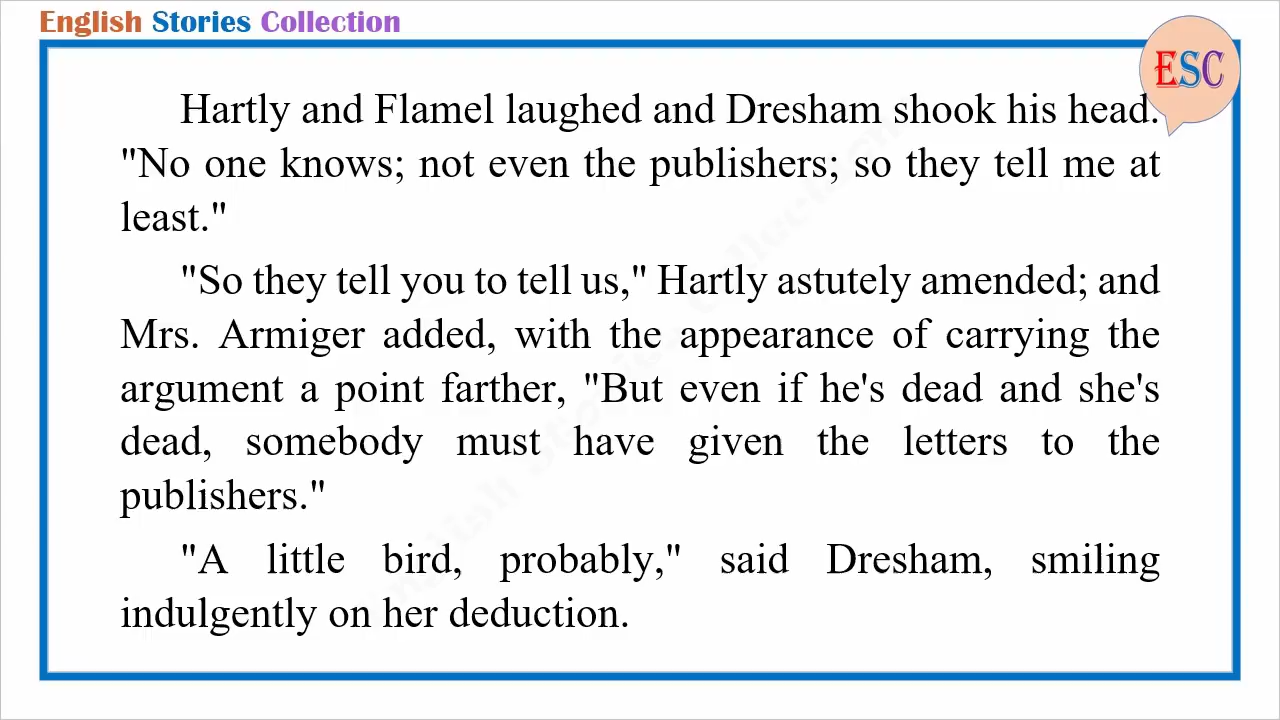 English Stories Collection
ESC
Hartly and Flamel laughed and Dresham shook his head.
"No one knows; not even the publishers; so they tell me at
least."
"So they tell you to tell us," Hartly astutely amended; and
Mrs. Armiger added, with the appearance of carrying the
argument a point farther, "But even if he's dead and she's
dead, somebody must have given the letters to the
publishers."
"A little bird, probably," said Dresham, smiling
indulgently on her deduction.